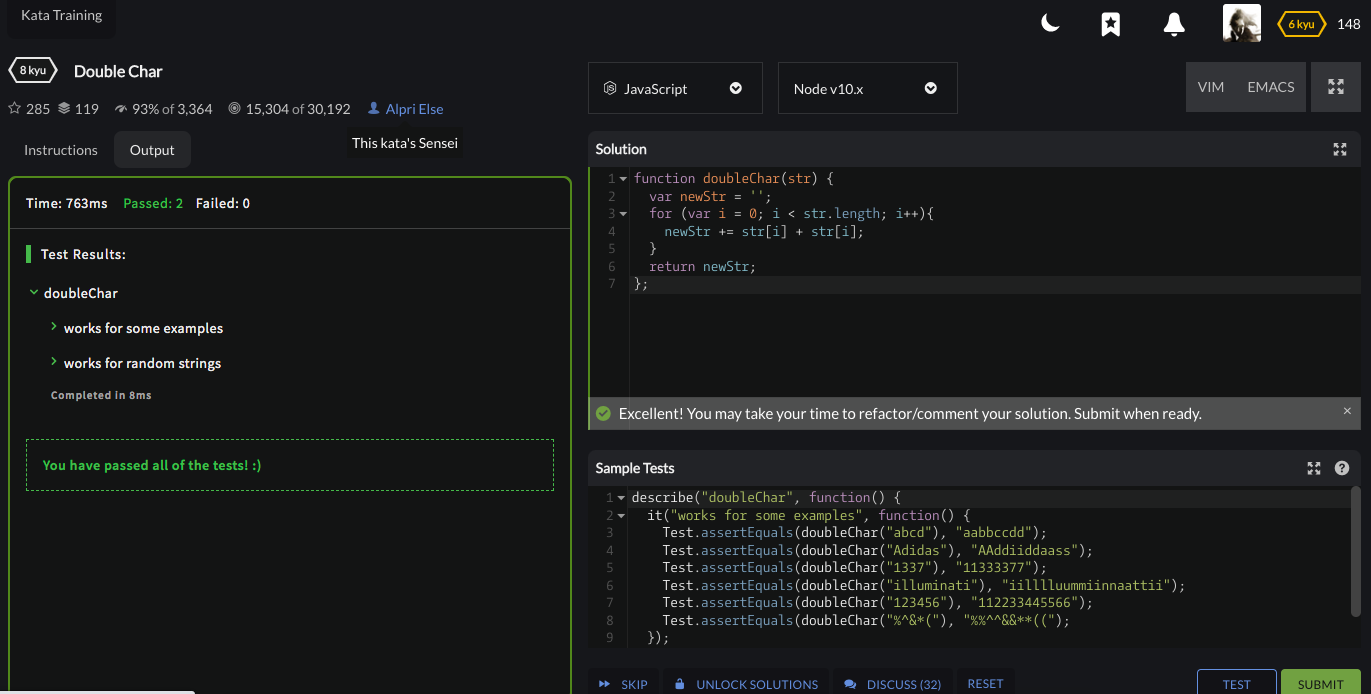 Kata Training
6 kyu 148
8 kyu Double Char
285 119 93% of 3,364 15,304 of 30,192 Alpri Else
This kata's Sensei
Instructions Output
Time: 763ms Passed: 2 Failed: 0
Test Results:
doubleChar
works for some examples
works for random strings
Completed in 8ms
You have passed all of the tests! :)
JavaScript Node v10.x VIM EMACS
Solution
1 function doubleChar(str) {
2 var newStr = '';
3 for (var i = 0; i < str.length; i++){
4 newStr += str[i] + str[i];
5 }
6 return newStr;
7 };
Excellent! You may take your time to refactor/comment your solution. Submit when ready.
Sample Tests
1 describe("doubleChar", function() {
2 it("works for some examples", function() {
3 Test.assertEquals(doubleChar("abcd"), "aabbccdd");
4 Test.assertEquals(doubleChar("Adidas"), "AAddiiddaass");
5 Test.assertEquals(doubleChar("1337"), "11333377");
6 Test.assertEquals(doubleChar("illuminati"), "iilllluummiinnaattii");
7 Test.assertEquals(doubleChar("123456"), "112233445566");
8 Test.assertEquals(doubleChar("%^&*("), "%%^^&&**((");
9 });
SKIP UNLOCK SOLUTIONS DISCUSS (32) RESET TEST SUBMIT